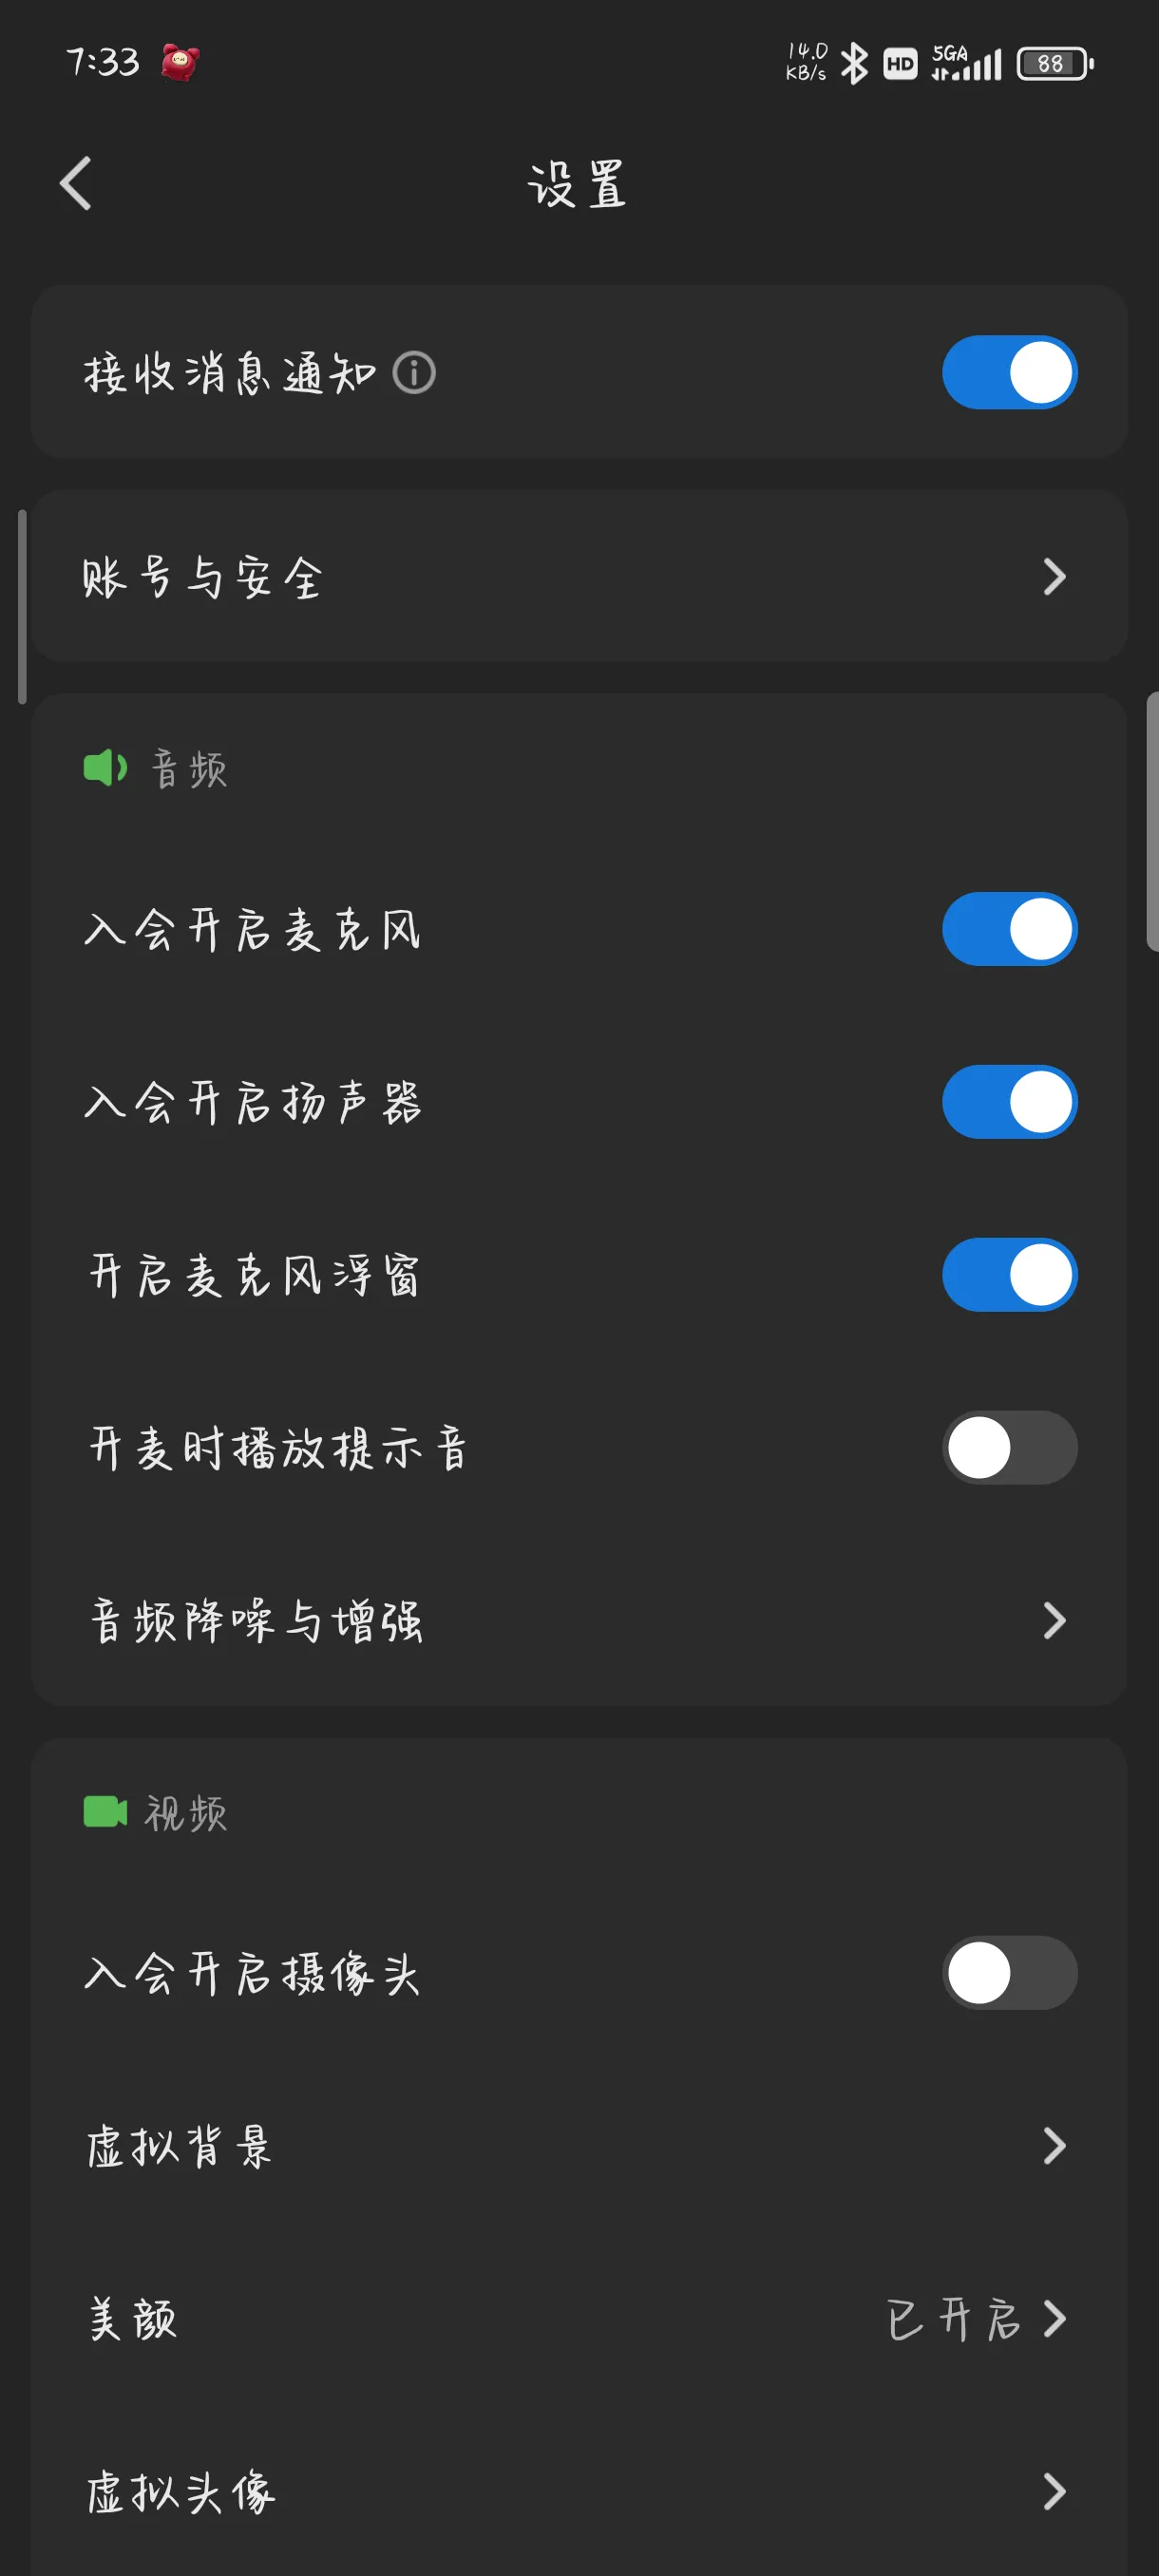 7:33
14.0 KB/s HD 5GA 88
设置
接收消息通知
账号与安全
音频
入会开启麦克风
入会开启扬声器
开启麦克风浮窗
开麦时播放提示音
音频降噪与增强
视频
入会开启摄像头
虚拟背景
美颜 已开启
虚拟头像